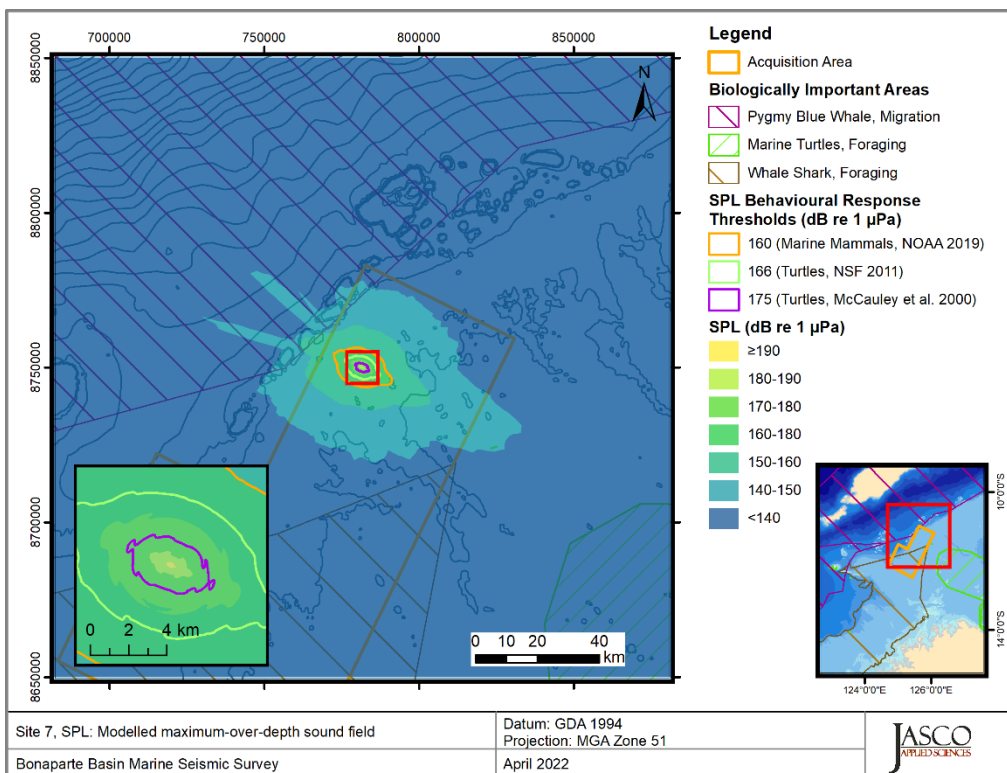 700000 750000 800000 850000
8850000
8800000
8750000
8700000
8650000
N
0 2 4 km
0 10 20 40
km
Legend
Acquisition Area
Biologically Important Areas
Pygmy Blue Whale, Migration
Marine Turtles, Foraging
Whale Shark, Foraging
SPL Behavioural Response
Thresholds (dB re 1 µPa)
160 (Marine Mammals, NOAA 2019)
166 (Turtles, NSF 2011)
175 (Turtles, McCauley et al. 2000)
SPL (dB re 1 µPa)
≥190
180-190
170-180
160-180
150-160
140-150
<140
10°0'0"S
14°0'0"S
124°0'0"E 126°0'0"E
Site 7, SPL: Modelled maximum-over-depth sound field
Bonaparte Basin Marine Seismic Survey
Datum: GDA 1994
Projection: MGA Zone 51
April 2022
JASCO
APPLIED SCIENCES